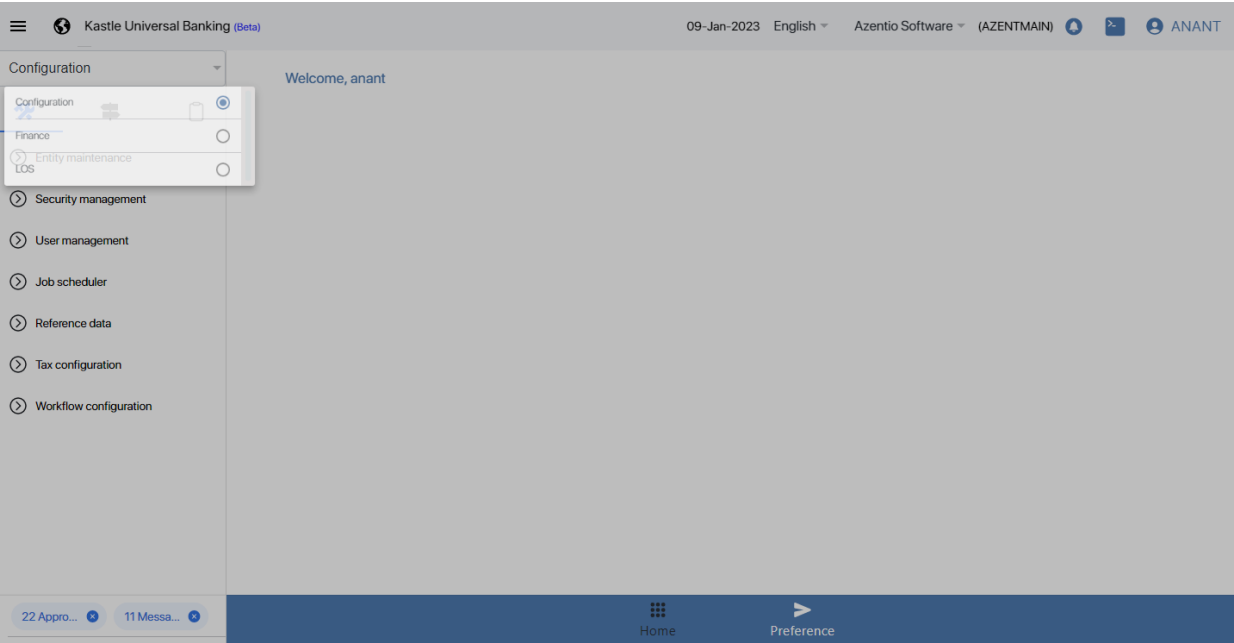 Kastle Universal Banking (Beta)
09-Jan-2023 English Azentio Software (AZENTMAIN) ANANT
Configuration
Welcome, anant
Configuration
Finance
Entity maintenance
LOS
Security management
User management
Job scheduler
Reference data
Tax configuration
Workflow configuration
22 Appro... 11 Messa...
Home Preference